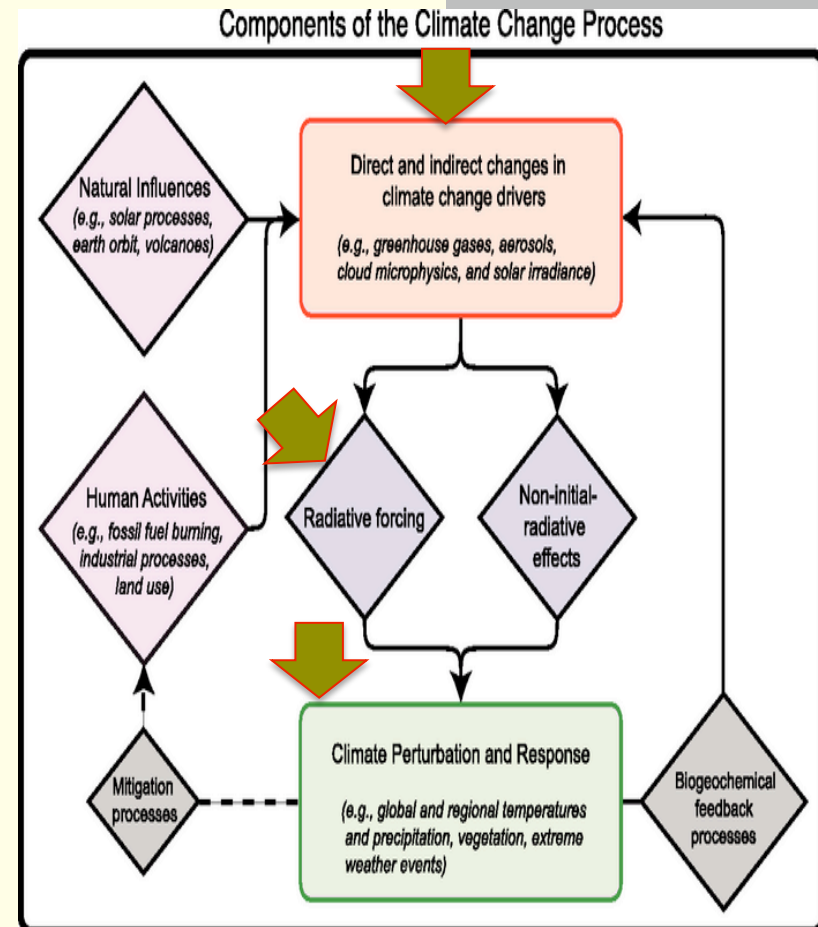 Components of the Climate Change Process
Natural Influences
(e.g., solar processes,
earth orbit, volcanoes)
Direct and indirect changes in
climate change drivers
(e.g., greenhouse gases, aerosols,
cloud microphysics, and solar irradiance)
Human Activities
(e.g., fossil fuel burning,
industrial processes,
land use)
Radiative forcing
Non-initial-
radiative
effects
Mitigation
processes
Climate Perturbation and Response
(e.g., global and regional temperatures
and precipitation, vegetation, extreme
weather events)
Biogeochemical
feedback
processes